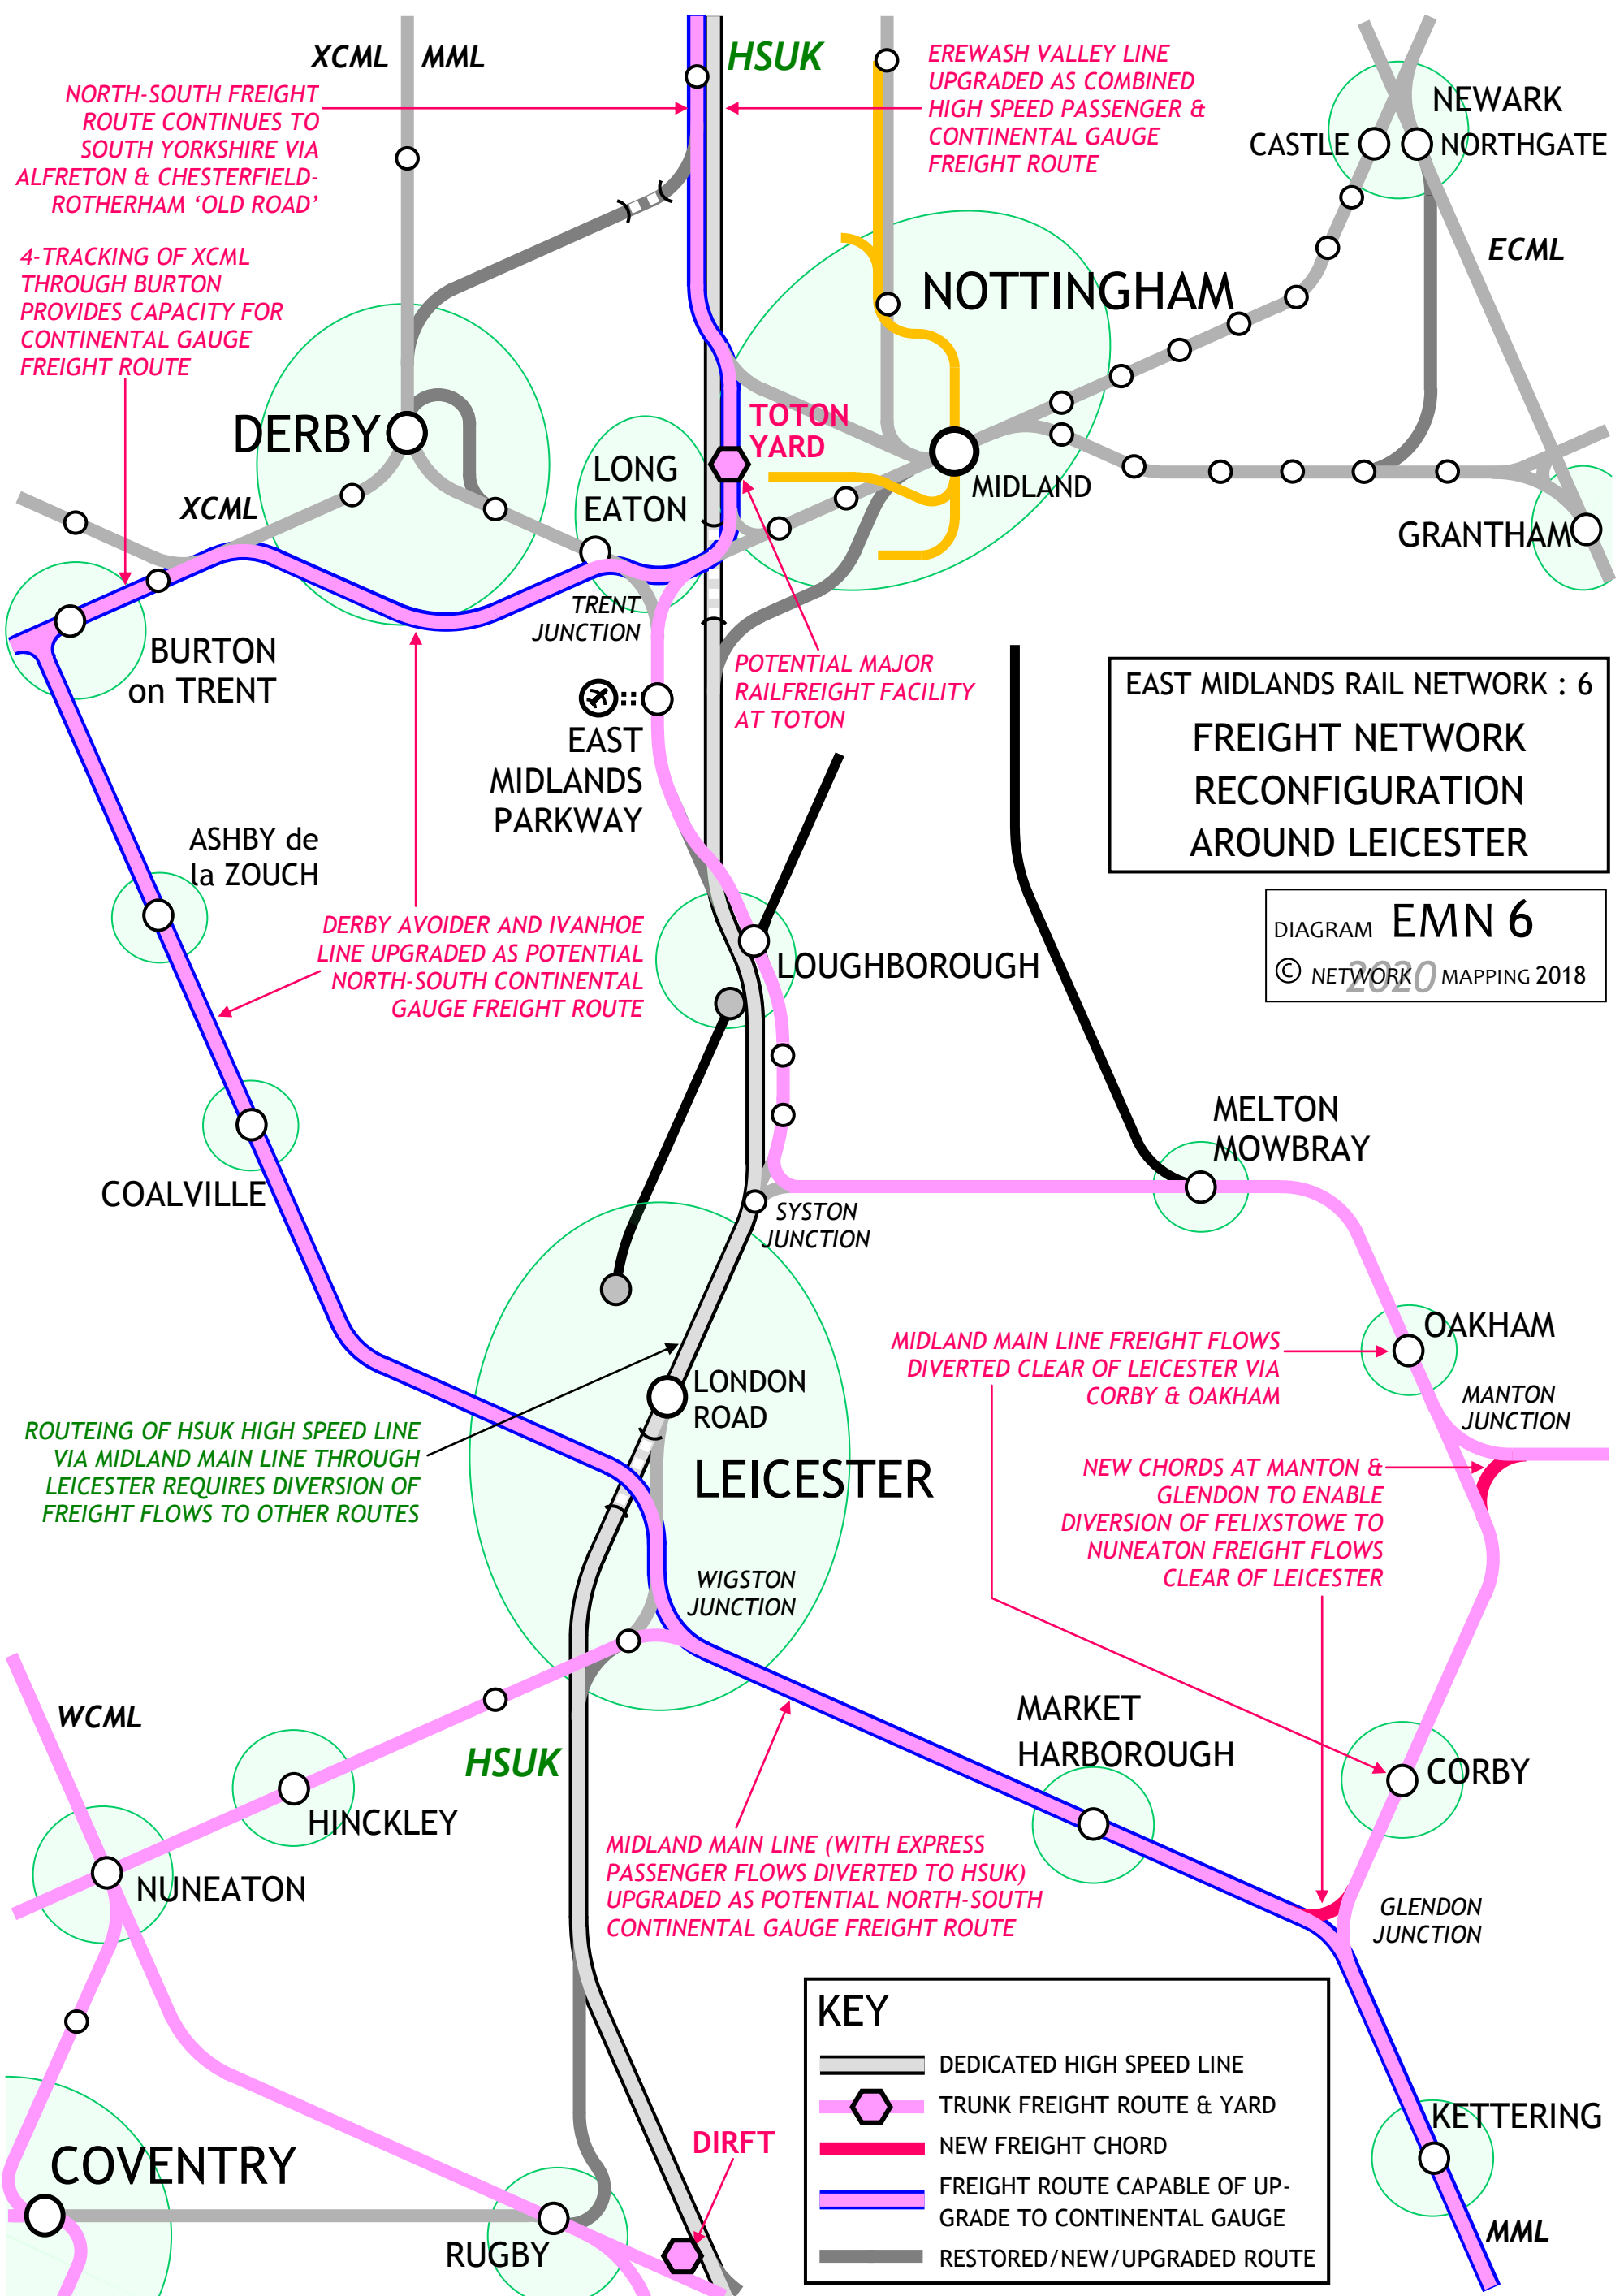 XCML
MML
HSUK
NORTH-SOUTH FREIGHT
ROUTE CONTINUES TO
SOUTH YORKSHIRE VIA
ALFRETON & CHESTERFIELD-
ROTHERHAM ‘OLD ROAD’
EREWASH VALLEY LINE
UPGRADED AS COMBINED
HIGH SPEED PASSENGER &
CONTINENTAL GAUGE
FREIGHT ROUTE
NEWARK
CASTLE
NORTHGATE
4-TRACKING OF XCML
THROUGH BURTON
PROVIDES CAPACITY FOR
CONTINENTAL GAUGE
FREIGHT ROUTE
ECML
NOTTINGHAM
DERBY
TOTON
YARD
LONG
EATON
MIDLAND
XCML
GRANTHAM
TRENT
JUNCTION
BURTON
on TRENT
POTENTIAL MAJOR
RAILFREIGHT FACILITY
AT TOTON
EAST MIDLANDS RAIL NETWORK : 6
FREIGHT NETWORK
RECONFIGURATION
AROUND LEICESTER
EAST
MIDLANDS
PARKWAY
ASHBY de
la ZOUCH
DIAGRAM EMN 6
© NETWORK 2020 MAPPING 2018
DERBY AVOIDER AND IVANHOE
LINE UPGRADED AS POTENTIAL
NORTH-SOUTH CONTINENTAL
GAUGE FREIGHT ROUTE
LOUGHBOROUGH
MELTON
MOWBRAY
COALVILLE
SYSTON
JUNCTION
OAKHAM
MIDLAND MAIN LINE FREIGHT FLOWS
DIVERTED CLEAR OF LEICESTER VIA
CORBY & OAKHAM
LONDON
ROAD
MANTON
JUNCTION
ROUTEING OF HSUK HIGH SPEED LINE
VIA MIDLAND MAIN LINE THROUGH
LEICESTER REQUIRES DIVERSION OF
FREIGHT FLOWS TO OTHER ROUTES
LEICESTER
NEW CHORDS AT MANTON &
GLENDON TO ENABLE
DIVERSION OF FELIXSTOWE TO
NUNEATON FREIGHT FLOWS
CLEAR OF LEICESTER
WIGSTON
JUNCTION
WCML
HSUK
MARKET
HARBOROUGH
CORBY
HINCKLEY
NUNEATON
MIDLAND MAIN LINE (WITH EXPRESS
PASSENGER FLOWS DIVERTED TO HSUK)
UPGRADED AS POTENTIAL NORTH-SOUTH
CONTINENTAL GAUGE FREIGHT ROUTE
GLENDON
JUNCTION
KEY
DEDICATED HIGH SPEED LINE
TRUNK FREIGHT ROUTE & YARD
NEW FREIGHT CHORD
FREIGHT ROUTE CAPABLE OF UP-
GRADE TO CONTINENTAL GAUGE
RESTORED/NEW/UPGRADED ROUTE
KETTERING
COVENTRY
DIRFT
RUGBY
MML